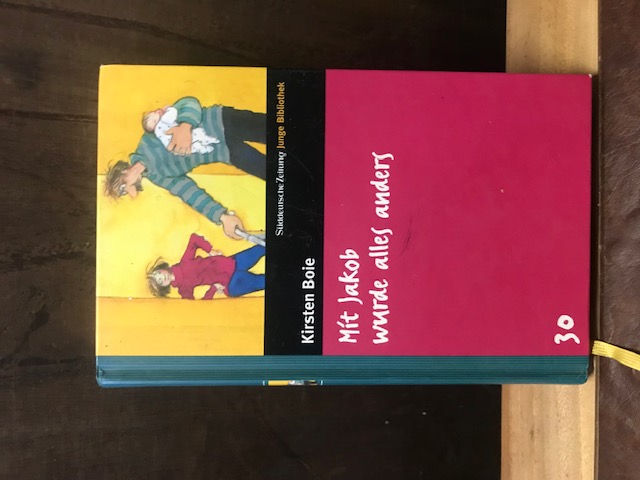 Süddeutsche Zeitung Junge Bibliothek
Kirsten Boie
Mit Jakob
wurde alles anders
30